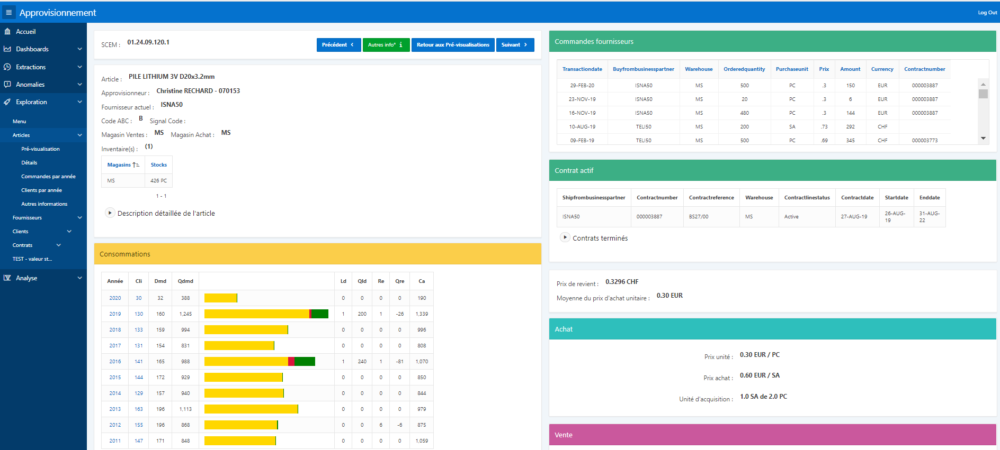 Approvisionnement
Log Out
Accueil
Dashboards
Extractions
Anomalies
Exploration
Menu
Articles
Pré-visualisation
Détails
Commandes par année
Clients par année
Autres informations
Fournisseurs
Clients
Contrats
TEST - valeur st...
Analyse
SCEM : 01.24.09.120.1
Précédent
Autres info° i
Retour aux Pré-visualisations
Suivant
Article : PILE LITHIUM 3V D20x3.2mm
Approvisionneur : Christine RECHARD - 070153
Fournisseur actuel : ISNA50
Code ABC : B Signal Code :
Magasin Ventes : MS Magasin Achat : MS
Inventaire(s) : (1)
Magasins Stocks
MS 426 PC
1 - 1
Description détaillée de l'article
Consommations
Année Cli Dmd Qdmd Ld Qld Re Qre Ca
2020 30 32 388 0 0 0 0 190
2019 130 160 1,245 1 200 1 -26 1,339
2018 133 159 994 0 0 0 0 996
2017 131 154 831 0 0 0 0 808
2016 141 165 988 1 240 1 -81 1,070
2015 144 172 929 0 0 0 0 850
2014 129 157 940 0 0 0 0 844
2013 163 196 1,113 0 0 0 0 979
2012 155 196 868 0 0 6 -6 875
2011 147 171 848 0 0 0 0 1,059
Commandes fournisseurs
Transactiondate Buyfrombusinesspartner Warehouse Orderedquantity Purchaseunit Prix Amount Currency Contractnumber
29-FEB-20 ISNA50 MS 500 PC .3 150 EUR 000003887
23-NOV-19 ISNA50 MS 20 PC .3 6 EUR 000003887
16-NOV-19 ISNA50 MS 480 PC .3 144 EUR 000003887
10-AUG-19 TELI50 MS 200 SA .73 292 CHF
09-FEB-19 TELI50 MS 500 PC .69 345 CHF 000003773
Contrat actif
Shipfrombusinesspartner Contractnumber Contractreference Warehouse Contractlinestatus Contractdate Startdate Enddate
ISNA50 000003887 BS27/00 MS Active 27-AUG-19 26-AUG-19 31-AUG-22
Contrats terminés
Prix de revient : 0.3296 CHF
Moyenne du prix d'achat unitaire : 0.30 EUR
Achat
Prix unité : 0.30 EUR / PC
Prix achat : 0.60 EUR / SA
Unité d'acquisition : 1.0 SA de 2.0 PC
Vente